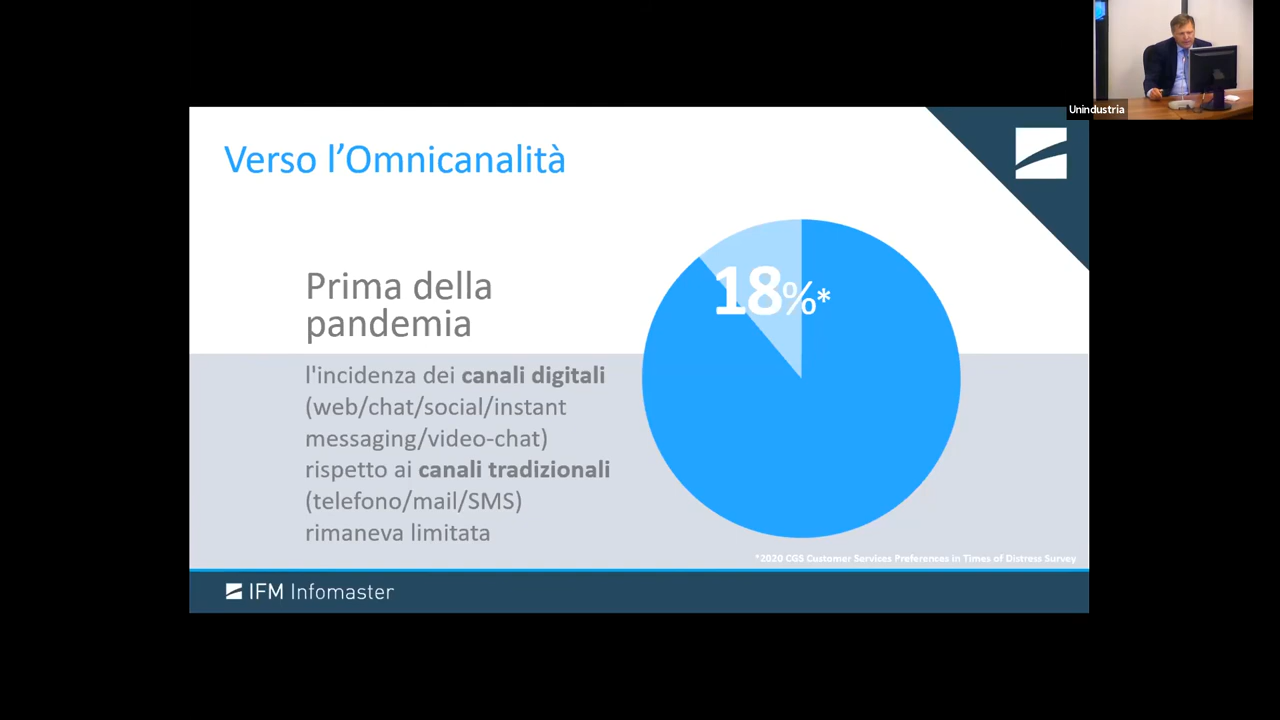 Unindustria
Verso l’Omnicanalità
Prima della
pandemia
18%*
l'incidenza dei canali digitali
(web/chat/social/instant
messaging/video-chat)
rispetto ai canali tradizionali
(telefono/mail/SMS)
rimaneva limitata
*2020 CGS Customer Services Preferences in Times of Distress Survey
IFM Infomaster